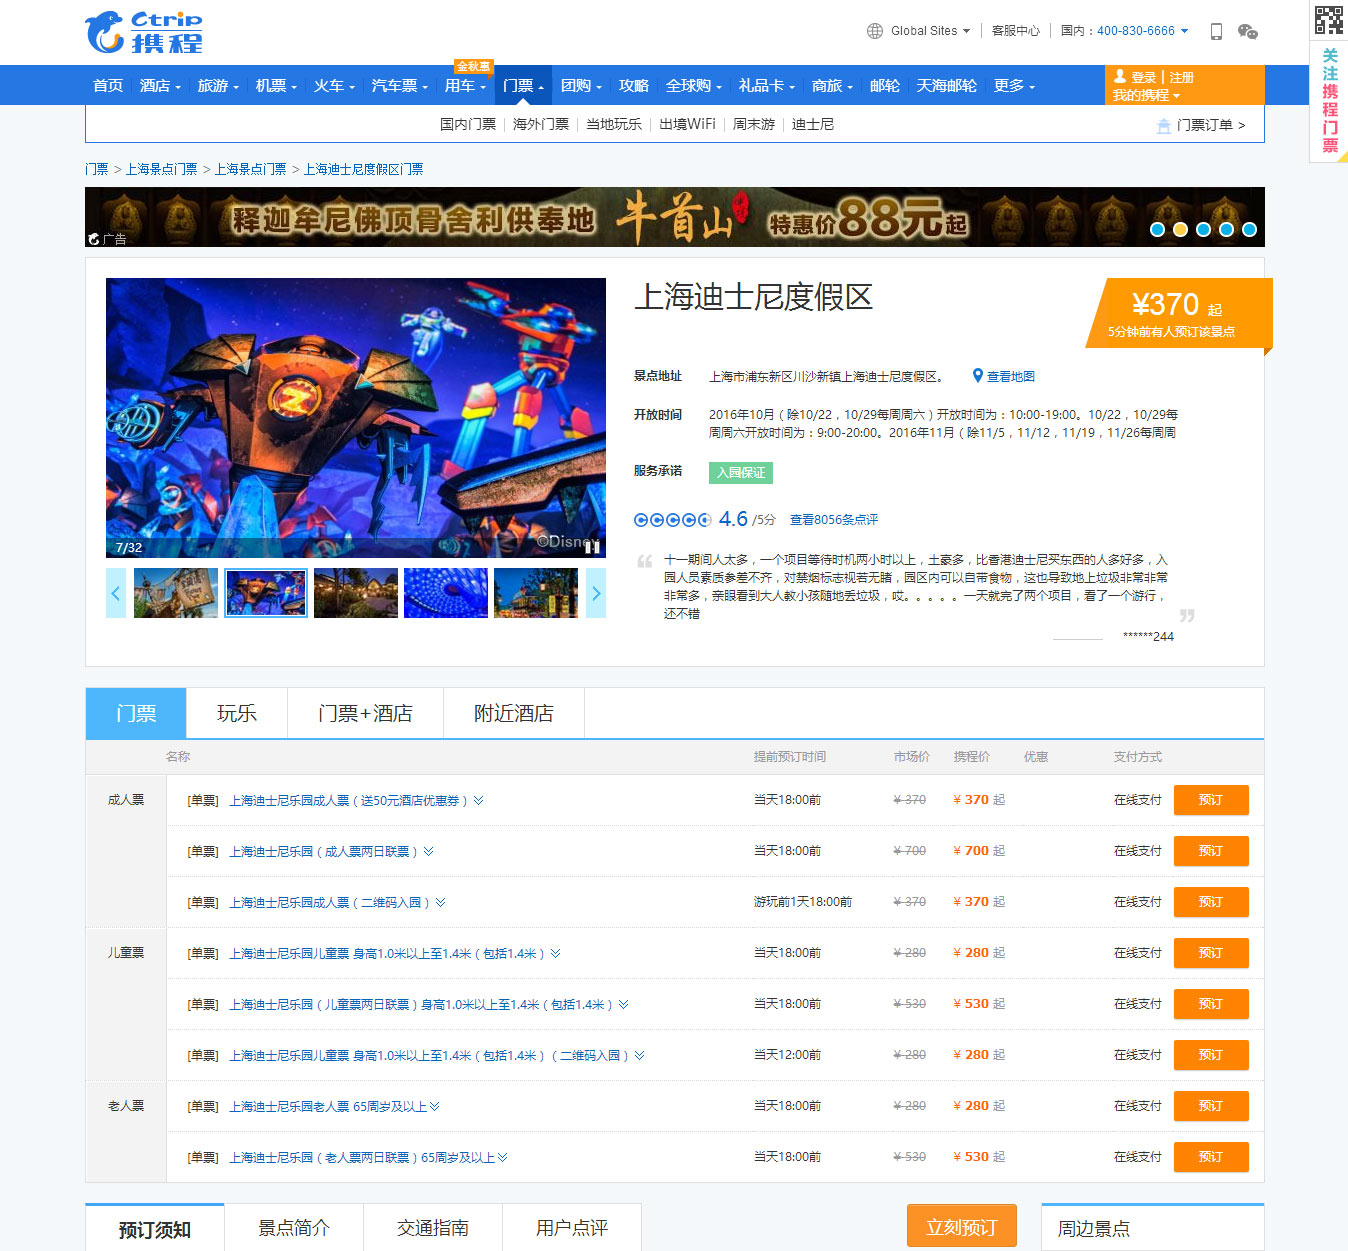 Ctrip
携程
Global Sites
客服中心
国内：400-830-6666
关注携程门票
金秋惠
首页 酒店 旅游 机票 火车 汽车票 用车 门票 团购 攻略 全球购 礼品卡 商旅 邮轮 天海邮轮 更多
登录 | 注册
我的携程
国内门票 海外门票 当地玩乐 出境WiFi 周末游 迪士尼
门票订单 >
门票 > 上海景点门票 > 上海景点门票 > 上海迪士尼度假区门票
释迦牟尼佛顶骨舍利供奉地 牛首山 特惠价88元起
广告
上海迪士尼度假区
¥370 起
5分钟前有人预订该景点
景点地址 上海市浦东新区川沙新镇上海迪士尼度假区。 查看地图
开放时间 2016年10月（除10/22，10/29每周周六）开放时间为：10:00-19:00。10/22，10/29每
周周六开放时间为：9:00-20:00。2016年11月（除11/5，11/12，11/19，11/26每周周
服务承诺 入园保证
4.6 /5分 查看8056条点评
©Disney
7/32
十一期间人太多，一个项目等待时机两小时以上，土豪多，比香港迪士尼买东西的人多好多，入
园人员素质参差不齐，对禁烟标志视若无睹，园区内可以自带食物，这也导致地上垃圾非常非常
非常多，亲眼看到大人教小孩随地丢垃圾，哎。。。。。一天就完了两个项目，看了一个游行，
还不错
******244
门票 玩乐 门票+酒店 附近酒店
名称 提前预订时间 市场价 携程价 优惠 支付方式
成人票 [单票] 上海迪士尼乐园成人票（送50元酒店优惠券） 当天18:00前 ¥ 370 ¥ 370 起 在线支付 预订
[单票] 上海迪士尼乐园（成人票两日联票） 当天18:00前 ¥ 700 ¥ 700 起 在线支付 预订
[单票] 上海迪士尼乐园成人票（二维码入园） 游玩前1天18:00前 ¥ 370 ¥ 370 起 在线支付 预订
儿童票 [单票] 上海迪士尼乐园儿童票 身高1.0米以上至1.4米（包括1.4米） 当天18:00前 ¥ 280 ¥ 280 起 在线支付 预订
[单票] 上海迪士尼乐园（儿童票两日联票）身高1.0米以上至1.4米（包括1.4米） 当天18:00前 ¥ 530 ¥ 530 起 在线支付 预订
[单票] 上海迪士尼乐园儿童票 身高1.0米以上至1.4米（包括1.4米）（二维码入园） 当天12:00前 ¥ 280 ¥ 280 起 在线支付 预订
老人票 [单票] 上海迪士尼乐园老人票 65周岁及以上 当天18:00前 ¥ 280 ¥ 280 起 在线支付 预订
[单票] 上海迪士尼乐园（老人票两日联票）65周岁及以上 当天18:00前 ¥ 530 ¥ 530 起 在线支付 预订
预订须知 景点简介 交通指南 用户点评 立刻预订 周边景点